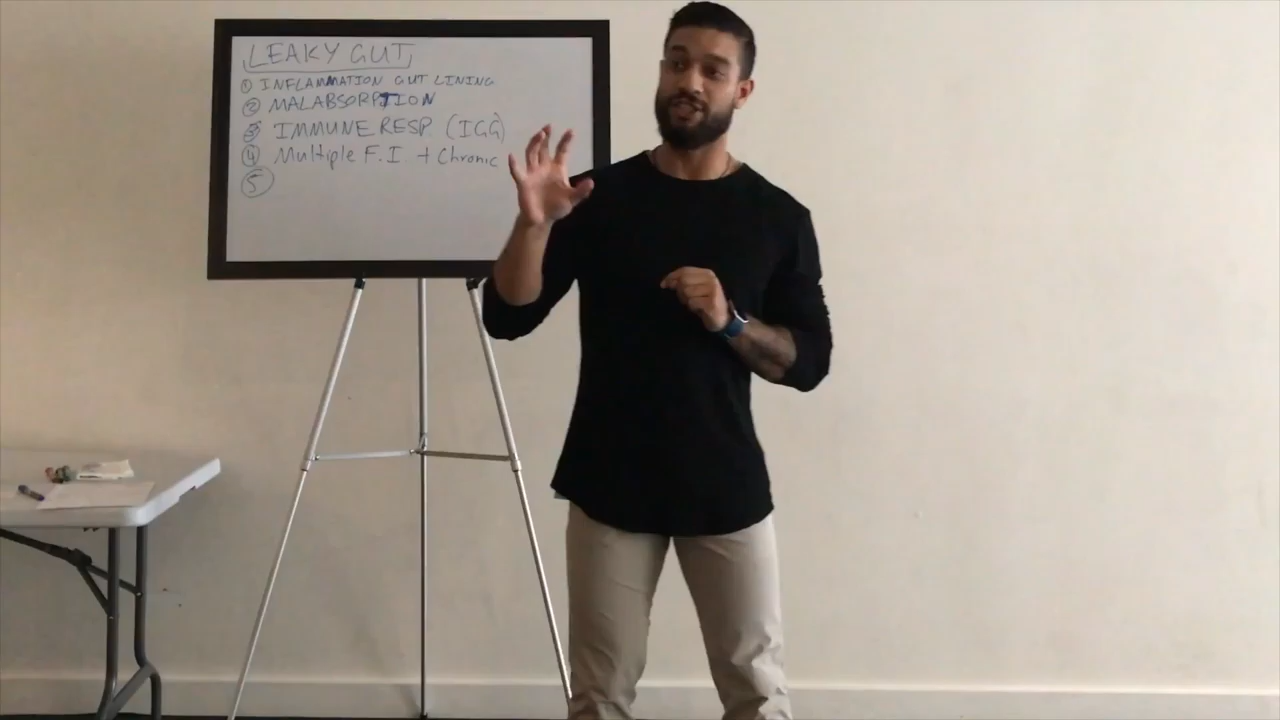 LEAKY GUT
① INFLAMMATION GUT LINING
② MALABSORPTION
③ IMMUNE RESP. (IGG)
④ Multiple F.I. + Chronic
⑤